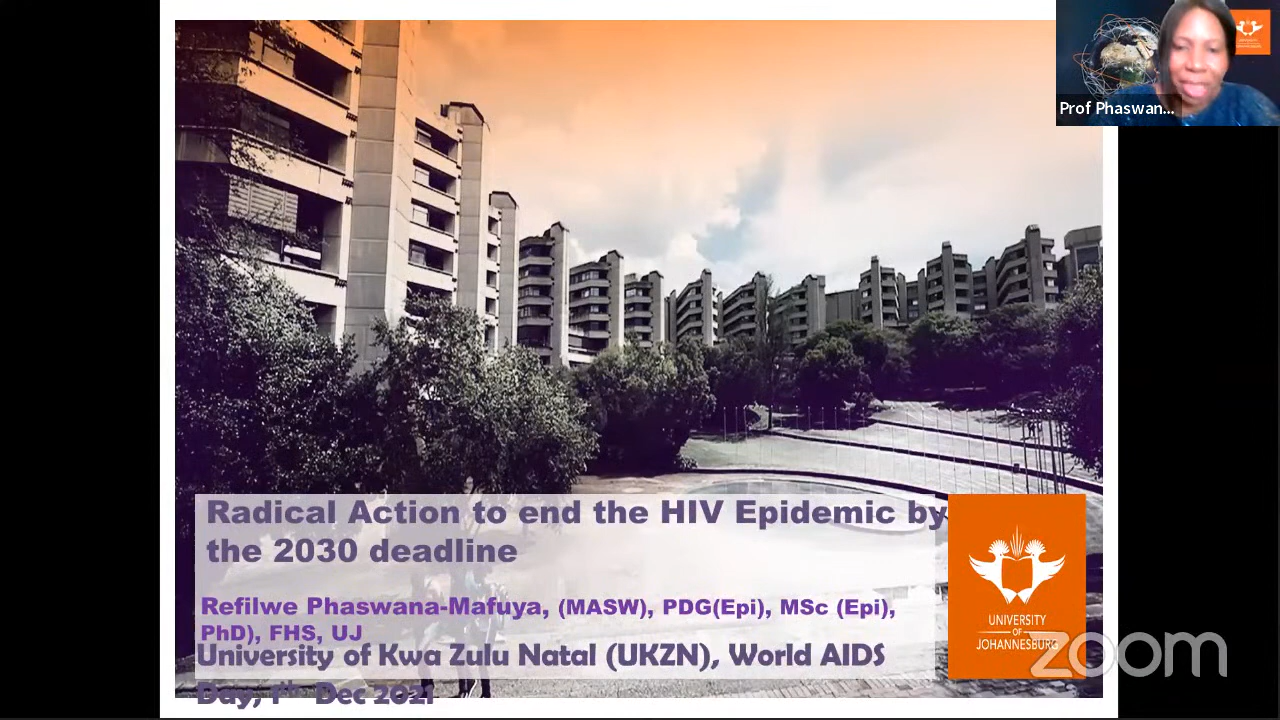 Prof Phaswan...
Radical Action to end the HIV Epidemic by
the 2030 deadline
Refilwe Phaswana-Mafuya, (MASW), PDG(Epi), MSc (Epi),
PhD), FHS, UJ
University of Kwa Zulu Natal (UKZN), World AIDS
Day, 1th Dec 2021
UNIVERSITY
OF
JOHANNESBURG
zoom